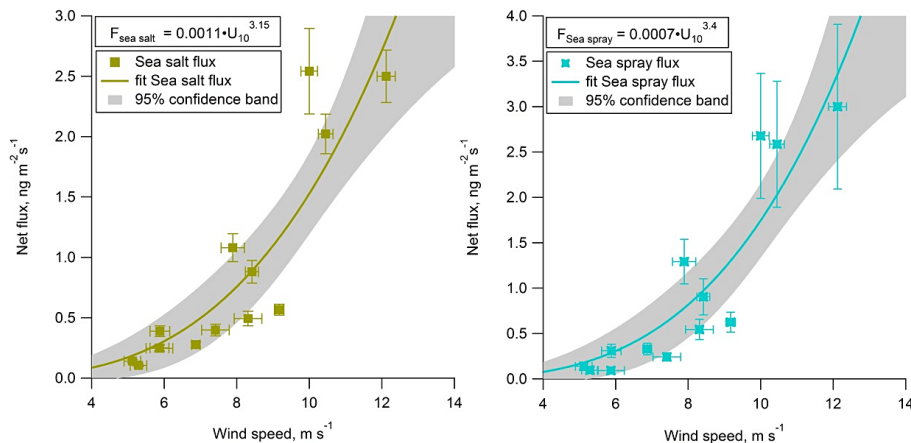 F sea salt = 0.0011•U10 3.15
Sea salt flux
fit Sea salt flux
95% confidence band
Net flux, ng m-2 s-1
3.0
2.5
2.0
1.5
1.0
0.5
0.0
4 6 8 10 12 14
Wind speed, m s-1
F Sea spray = 0.0007•U10 3.4
Sea spray flux
fit Sea spray flux
95% confidence band
Net flux, ng m-2 s-1
4.0
3.5
3.0
2.5
2.0
1.5
1.0
0.5
0.0
4 6 8 10 12 14
Wind speed, m s-1